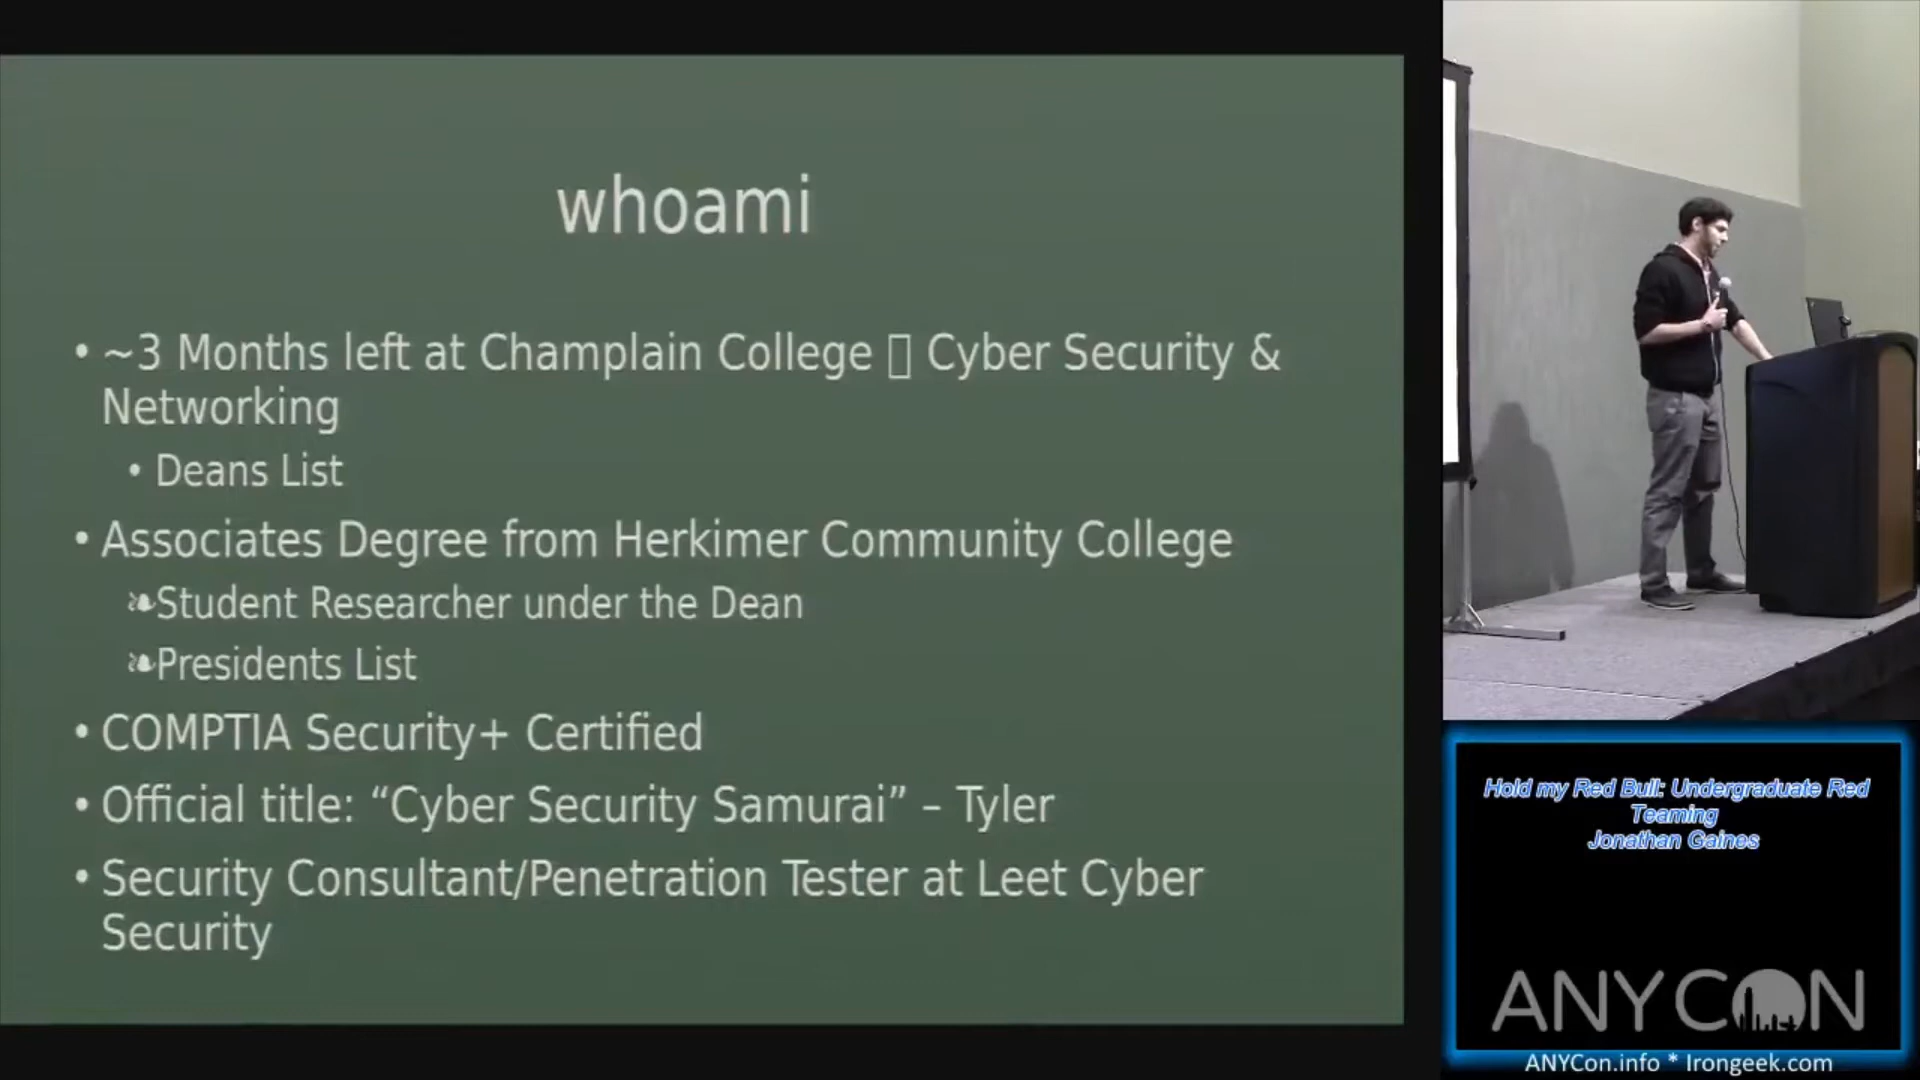 whoami
• ~3 Months left at Champlain College ▯ Cyber Security &
Networking
• Deans List
• Associates Degree from Herkimer Community College
❧Student Researcher under the Dean
❧Presidents List
• COMPTIA Security+ Certified
• Official title: “Cyber Security Samurai” – Tyler
• Security Consultant/Penetration Tester at Leet Cyber
Security
Hold my Red Bull: Undergraduate Red
Teaming
Jonathan Gaines
ANYCON
ANYCon.info * Irongeek.com